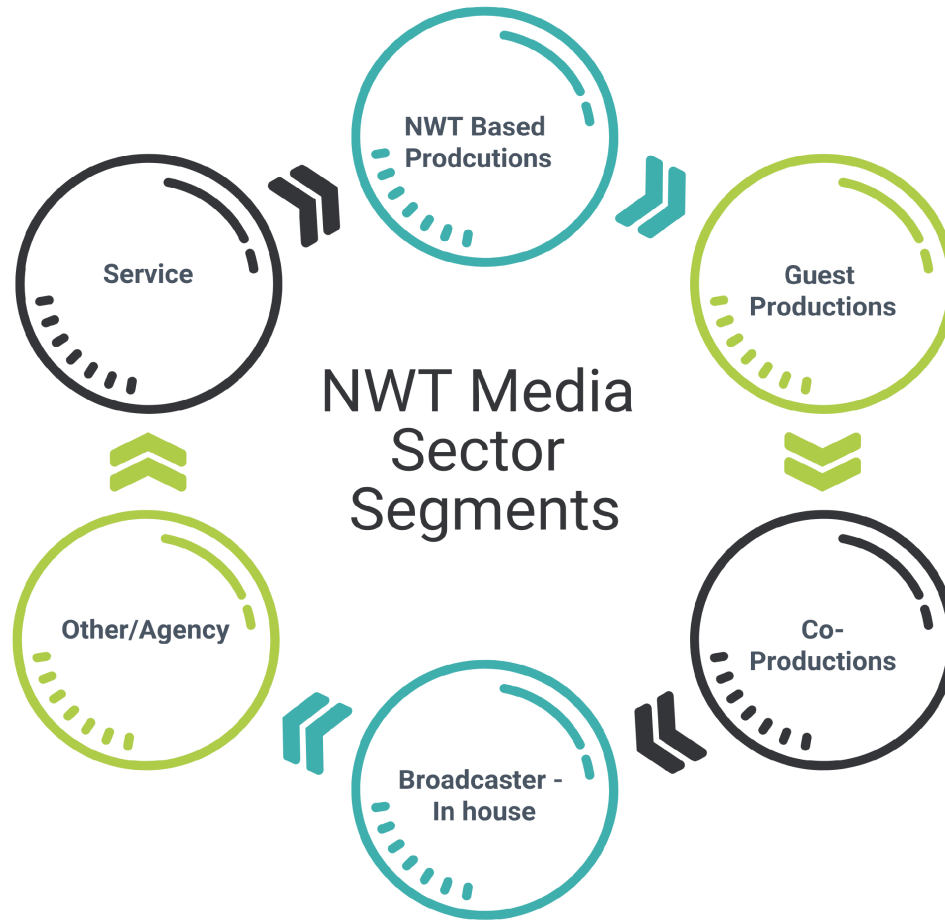 NWT Based
Prodcutions
Service
Guest
Productions
NWT Media
Sector
Segments
Other/Agency
Co-
Productions
Broadcaster -
In house